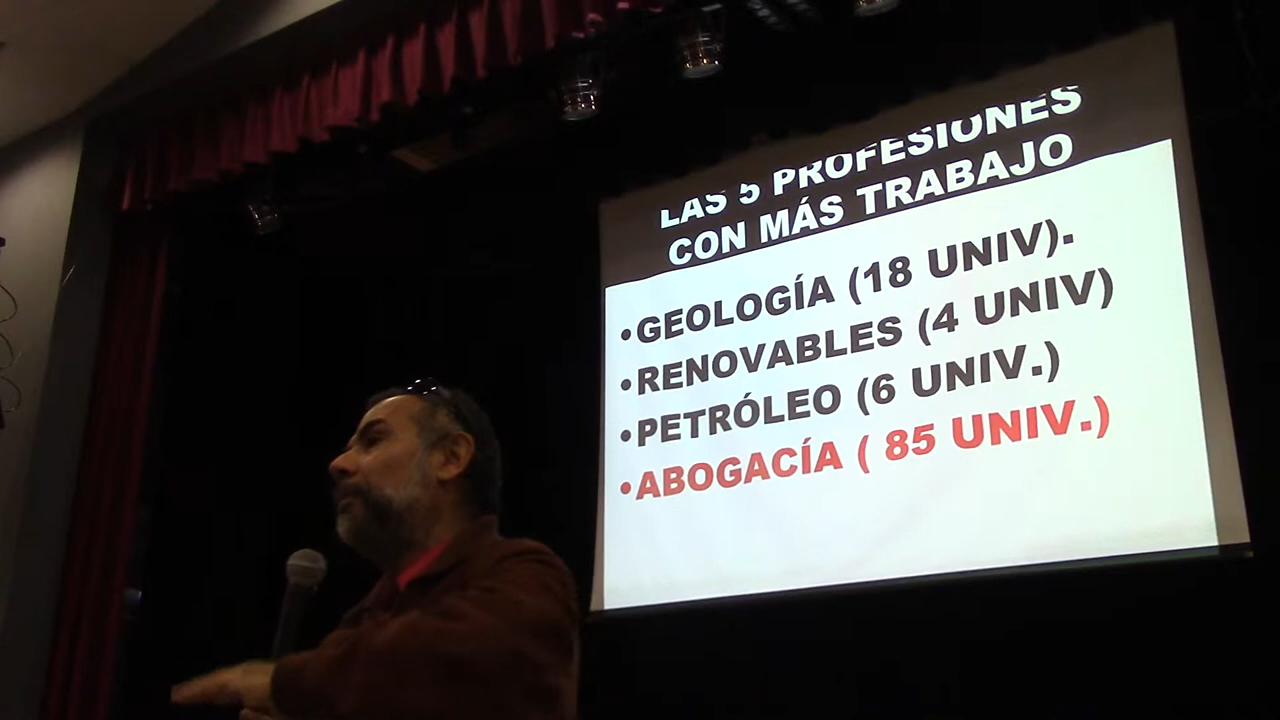 LAS 5 PROFESIONES
CON MÁS TRABAJO
•GEOLOGÍA (18 UNIV).
•RENOVABLES (4 UNIV)
•PETRÓLEO (6 UNIV.)
•ABOGACÍA ( 85 UNIV.)